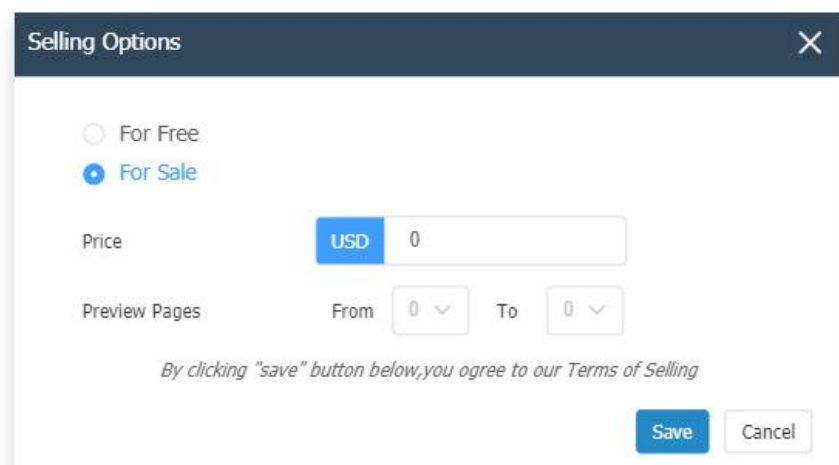 Selling Options
For Free
For Sale
Price USD 0
Preview Pages From 0 To 0
By clicking "save" button below,you ogree to our Terms of Selling
Save Cancel